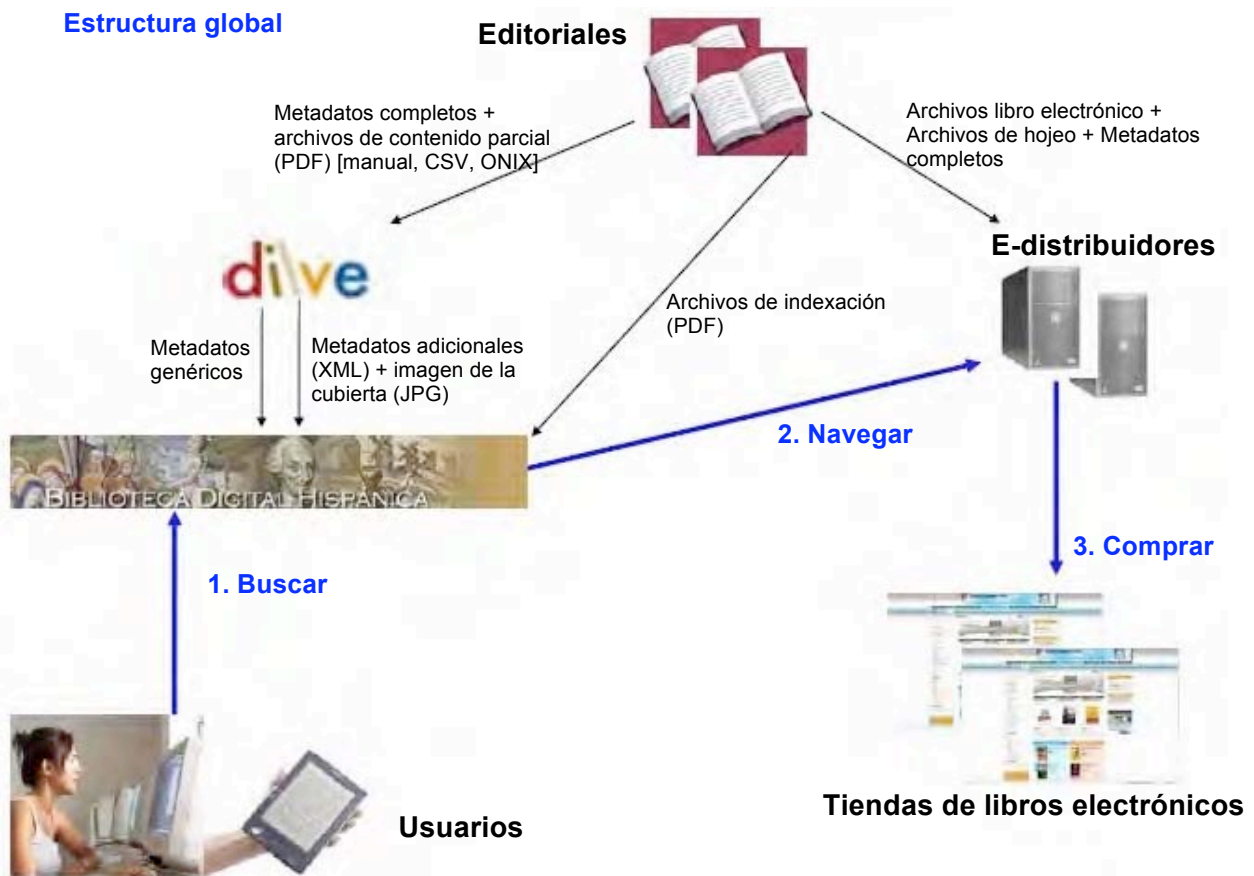 Estructura global
Editoriales
Metadatos completos +
archivos de contenido parcial
(PDF) [manual, CSV, ONIX]
Archivos libro electrónico +
Archivos de hojeo + Metadatos
completos
dilve
E-distribuidores
Archivos de indexación
(PDF)
Metadatos
genéricos
Metadatos adicionales
(XML) + imagen de la
cubierta (JPG)
2. Navegar
BIBLIOTECA DIGITAL HISPÁNICA
1. Buscar
3. Comprar
Tiendas de libros electrónicos
Usuarios